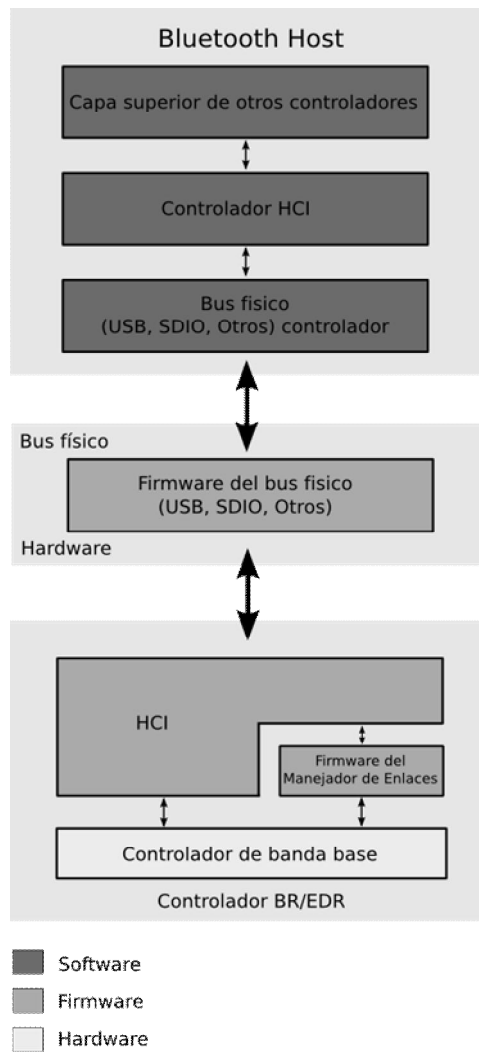 Bluetooth Host
Capa superior de otros controladores
Controlador HCI
Bus fisico
(USB, SDIO, Otros) controlador
Bus físico
Firmware del bus fisico
(USB, SDIO, Otros)
Hardware
HCI
Firmware del
Manejador de Enlaces
Controlador de banda base
Controlador BR/EDR
Software
Firmware
Hardware